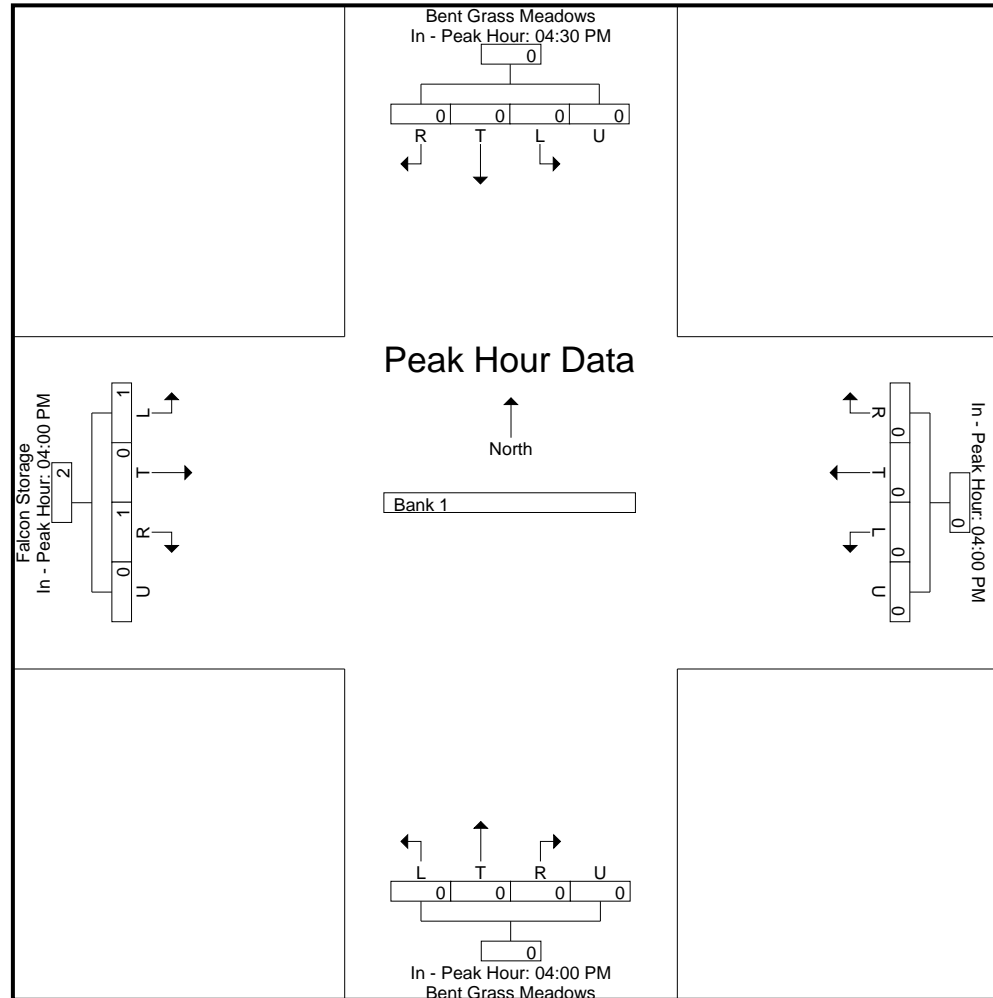 Bent Grass Meadows
In - Peak Hour: 04:30 PM
0
0 0 0 0
R T L U
Peak Hour Data
North
Bank 1
Falcon Storage
In - Peak Hour: 04:00 PM
2
1 0 1 0
L T R U
In - Peak Hour: 04:00 PM
0
0 0 0 0
R T L U
L T R U
0 0 0 0
0
In - Peak Hour: 04:00 PM
Bent Grass Meadows